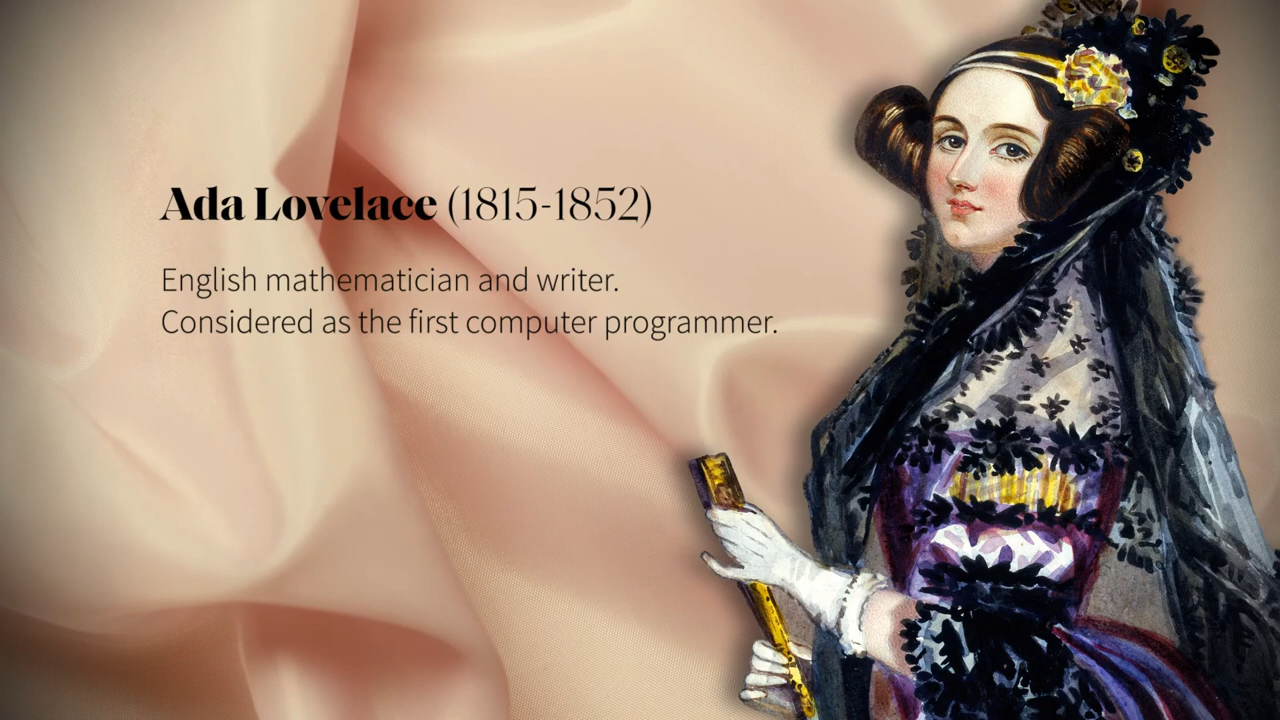 Ada Lovelace (1815-1852)
English mathematician and writer.
Considered as the first computer programmer.